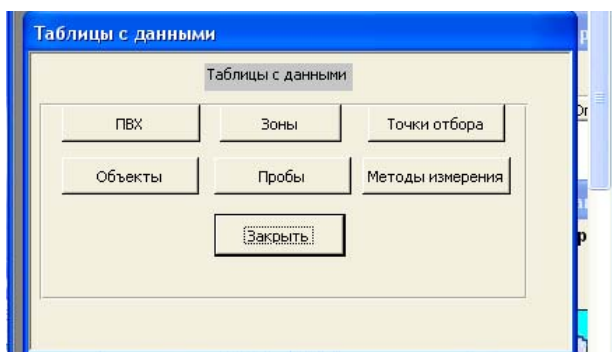 Таблицы с данными
Таблицы с данными
ПВХ Зоны Точки отбора
Объекты Пробы Методы измерения
Закрыть